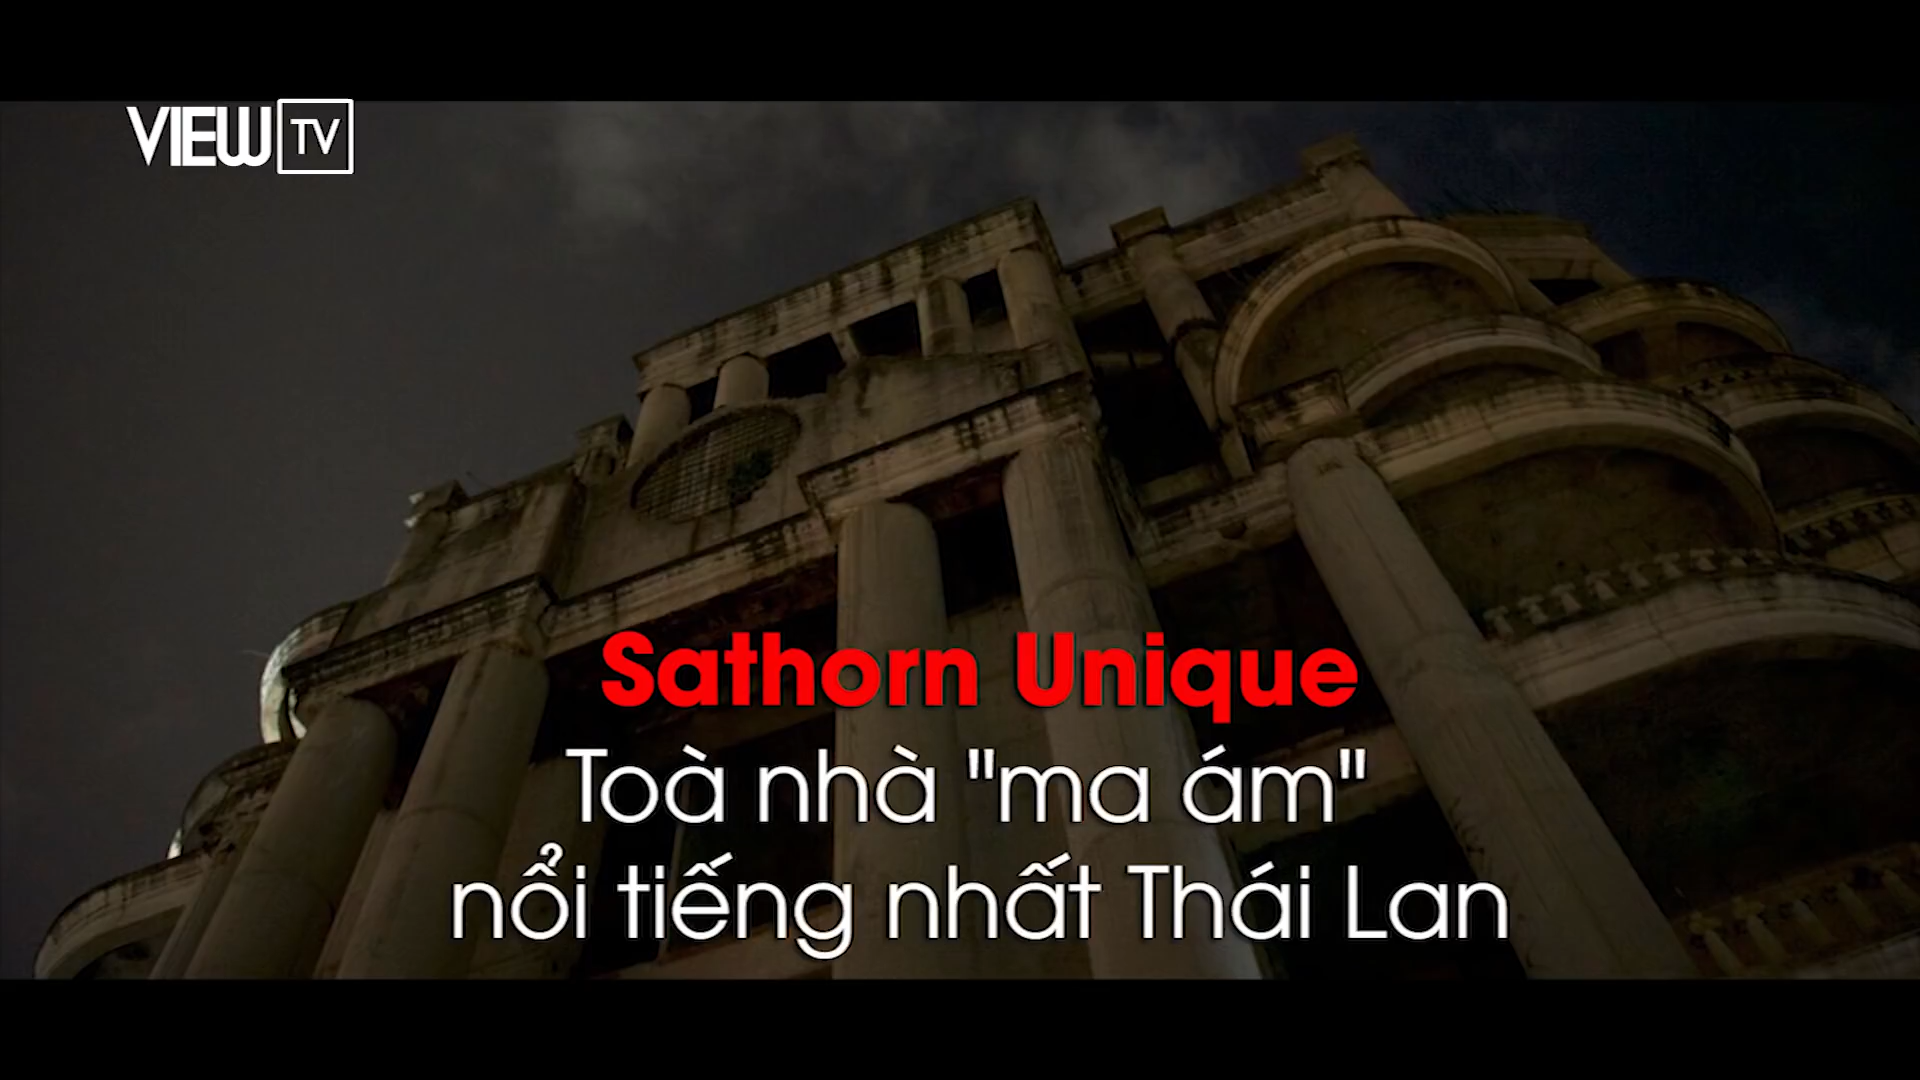 VIEW TV
Sathorn Unique
Toà nhà "ma ám"
nổi tiếng nhất Thái Lan